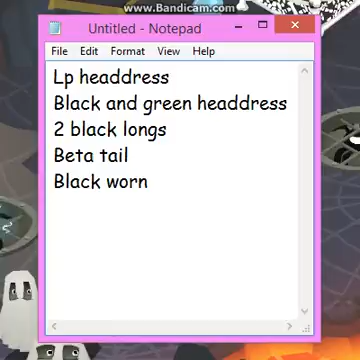 www.Bandicam.com
Untitled - Notepad
File Edit Format View Help
Lp headdress
Black and green headdress
2 black longs
Beta tail
Black worn